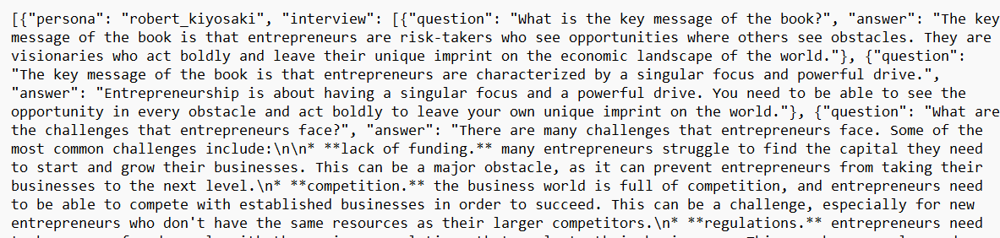 [{"persona": "robert_kiyosaki", "interview": [{"question": "What is the key message of the book?", "answer": "The key
message of the book is that entrepreneurs are risk-takers who see opportunities where others see obstacles. They are
visionaries who act boldly and leave their unique imprint on the economic landscape of the world."}, {"question":
"The key message of the book is that entrepreneurs are characterized by a singular focus and powerful drive.",
"answer": "Entrepreneurship is about having a singular focus and a powerful drive. You need to be able to see the
opportunity in every obstacle and act boldly to leave your own unique imprint on the world."}, {"question": "What are
the challenges that entrepreneurs face?", "answer": "There are many challenges that entrepreneurs face. Some of the
most common challenges include:\n\n* **lack of funding.** many entrepreneurs struggle to find the capital they need
to start and grow their businesses. This can be a major obstacle, as it can prevent entrepreneurs from taking their
businesses to the next level.\n* **competition.** the business world is full of competition, and entrepreneurs need
to be able to compete with established businesses in order to succeed. This can be a challenge, especially for new
entrepreneurs who don't have the same resources as their larger competitors.\n* **regulations.** entrepreneurs need